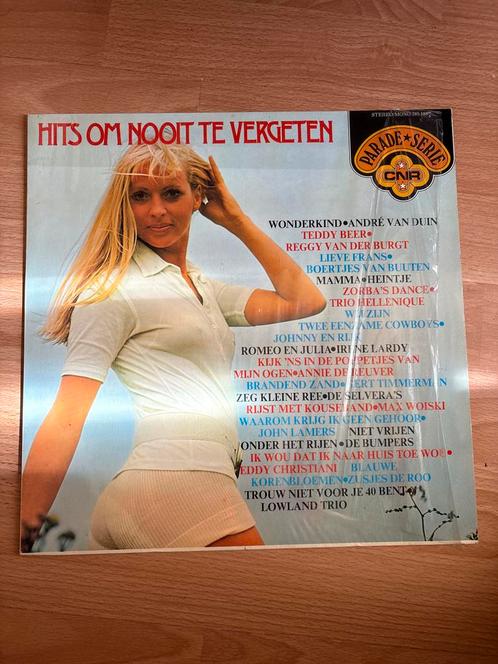 STEREO/MONO
HITS OM NOOIT TE VERGETEN
PARADE★SERIE
CNR
WONDERKIND•ANDRÉ VAN DUIN
TEDDY BEER•
REGGY VAN DER BURGT
LIEVE FRANS•
BOERTJES VAN BUUTEN
MAMMA•HEINTJE
ZORBA'S DANCE•
TRIO HELLENIQUE
WIJ ZIJN
TWEE EENZAME COWBOYS•
JOHNNY EN RIJK
ROMEO EN JULIA•IRENE LARDY
KIJK 'NS IN DE POPPETJES VAN
MIJN OGEN•ANNIE DE REUVER
BRANDEND ZAND•GERT TIMMERMAN
ZEG KLEINE REE•DE SELVERA'S
RIJST MET KOUSEBAND•MAX WOISKI
WAAROM KRIJG IK GEEN GEHOOR•
JOHN LAMERS NIET VRIJEN
ONDER HET RIJEN•DE BUMPERS
IK WOU DAT IK NAAR HUIS TOE WOU•
EDDY CHRISTIANI BLAUWE
KORENBLOEMEN•ZUSJES DE ROO
TROUW NIET VOOR JE 40 BENT•
LOWLAND TRIO